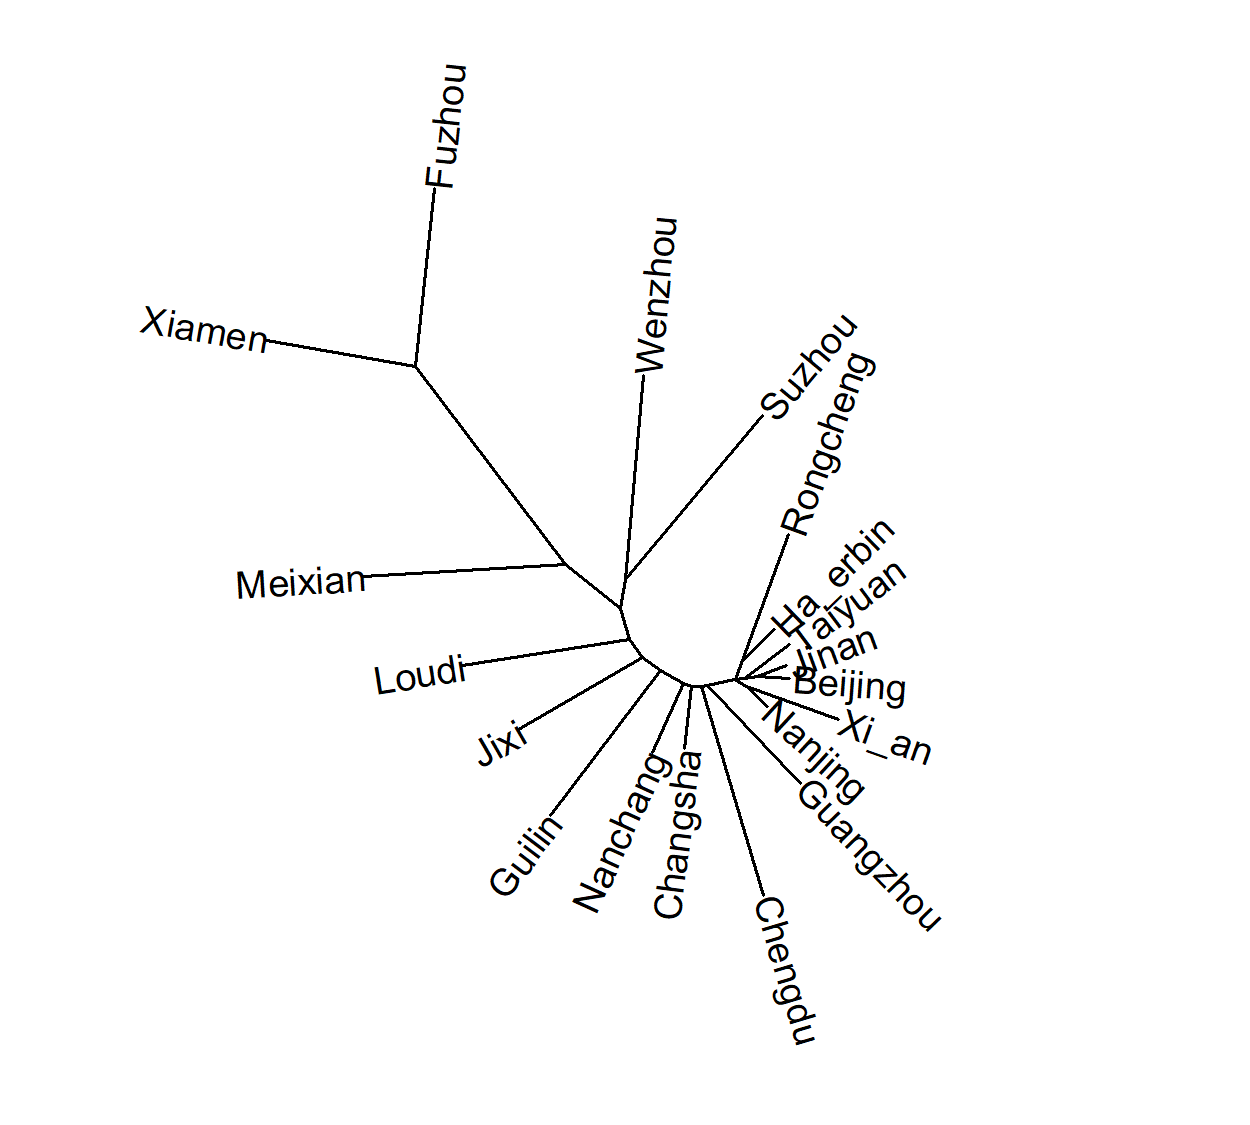 Fuzhou
Wenzhou
Xiamen
Suzhou
Rongcheng
Ha_erbin
Taiyuan
Meixian
Jinan
Beijing
Loudi
Xi_an
Jixi
Nanjing
Guangzhou
Guilin
Nanchang
Changsha
Chengdu